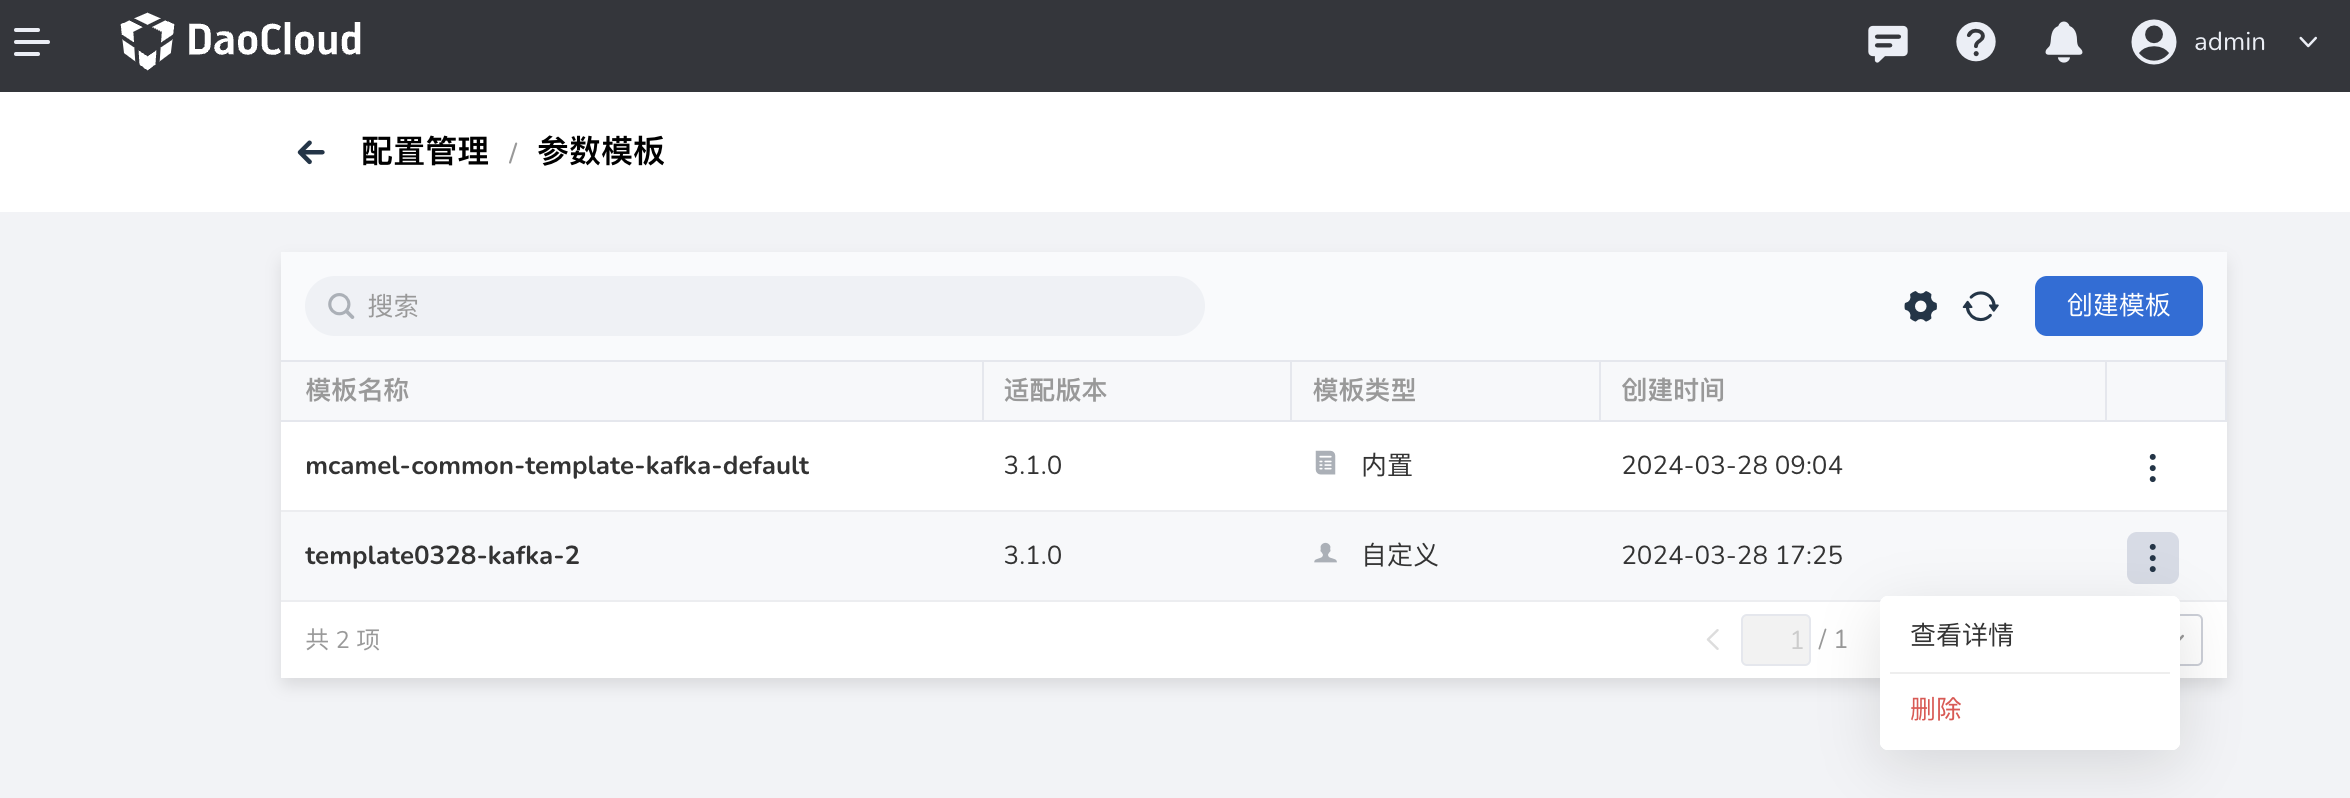 DaoCloud
admin
配置管理 / 参数模板
搜索
创建模板
模板名称 适配版本 模板类型 创建时间
mcamel-common-template-kafka-default 3.1.0 内置 2024-03-28 09:04
template0328-kafka-2 3.1.0 自定义 2024-03-28 17:25
共 2 项 1 / 1
查看详情
删除